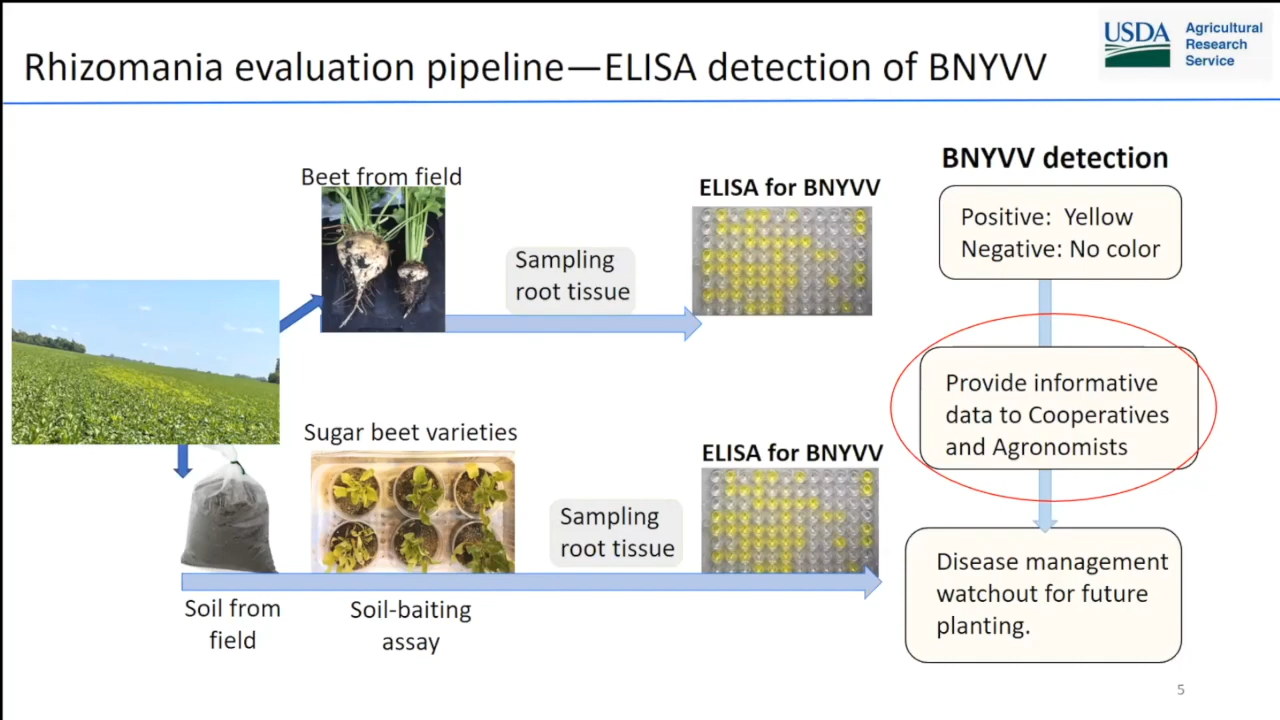 Rhizomania evaluation pipeline—ELISA detection of BNYVV
USDA
Agricultural
Research
Service
Beet from field
Sampling
root tissue
ELISA for BNYVV
BNYVV detection
Positive: Yellow
Negative: No color
Provide informative
data to Cooperatives
and Agronomists
Sugar beet varieties
Sampling
root tissue
ELISA for BNYVV
Disease management
watchout for future
planting.
Soil from
field
Soil-baiting
assay
5